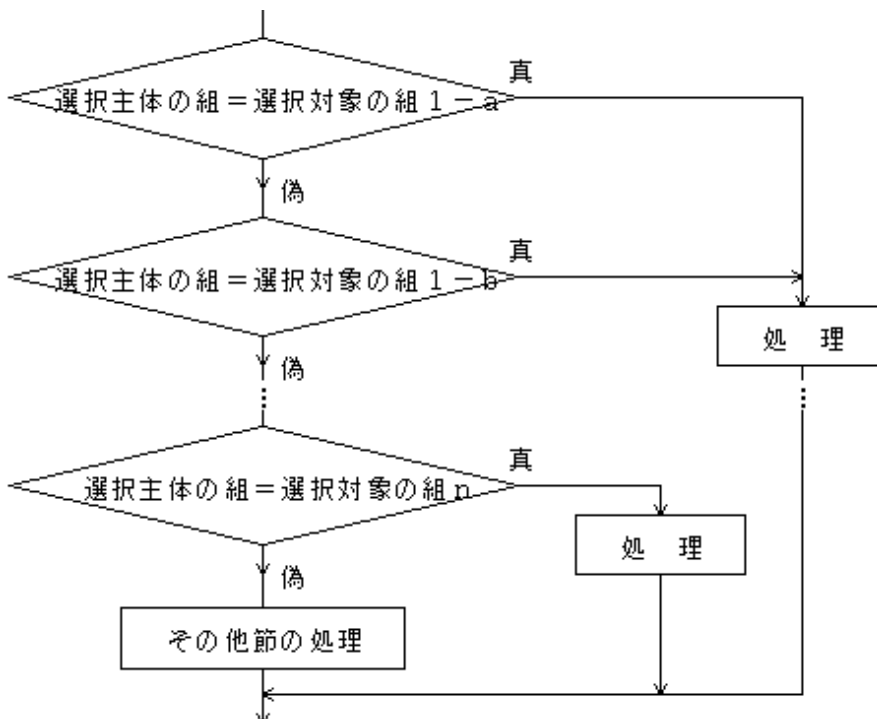 真
選択主体の組＝選択対象の組１－ａ
偽
真
選択主体の組＝選択対象の組１－ｂ
処　理
偽
真
選択主体の組＝選択対象の組ｎ
処　理
偽
その他節の処理